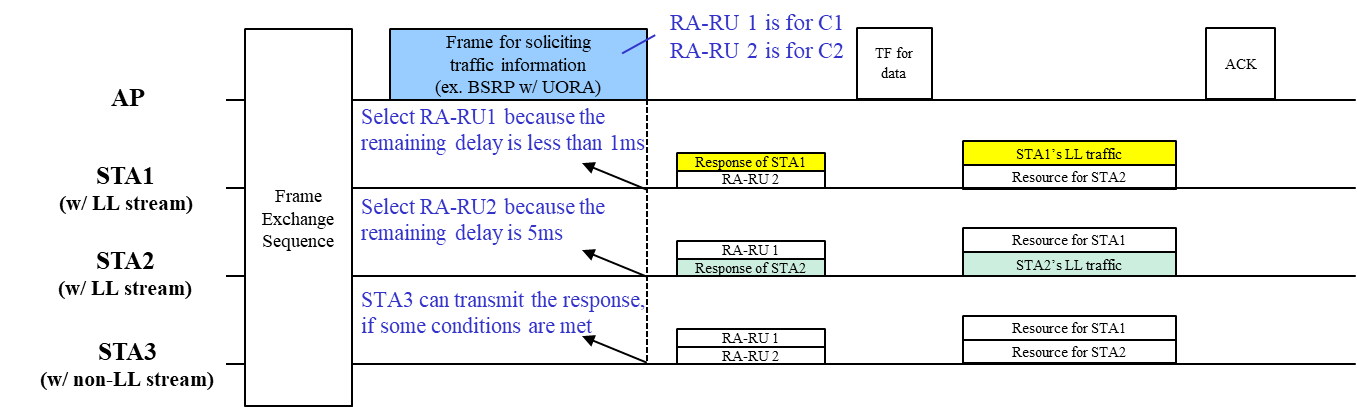 RA-RU 1 is for C1
RA-RU 2 is for C2
Frame for soliciting
traffic information
(ex. BSRP w/ UORA)
TF for
data
ACK
AP
Select RA-RU1 because the
remaining delay is less than 1ms
STA1
(w/ LL stream)
Response of STA1
RA-RU 2
STA1's LL traffic
Resource for STA2
Frame
Exchange
Sequence
Select RA-RU2 because the
remaining delay is 5ms
STA2
(w/ LL stream)
RA-RU 1
Response of STA2
Resource for STA1
STA2's LL traffic
STA3 can transmit the response,
if some conditions are met
STA3
(w/ non-LL stream)
RA-RU 1
RA-RU 2
Resource for STA1
Resource for STA2